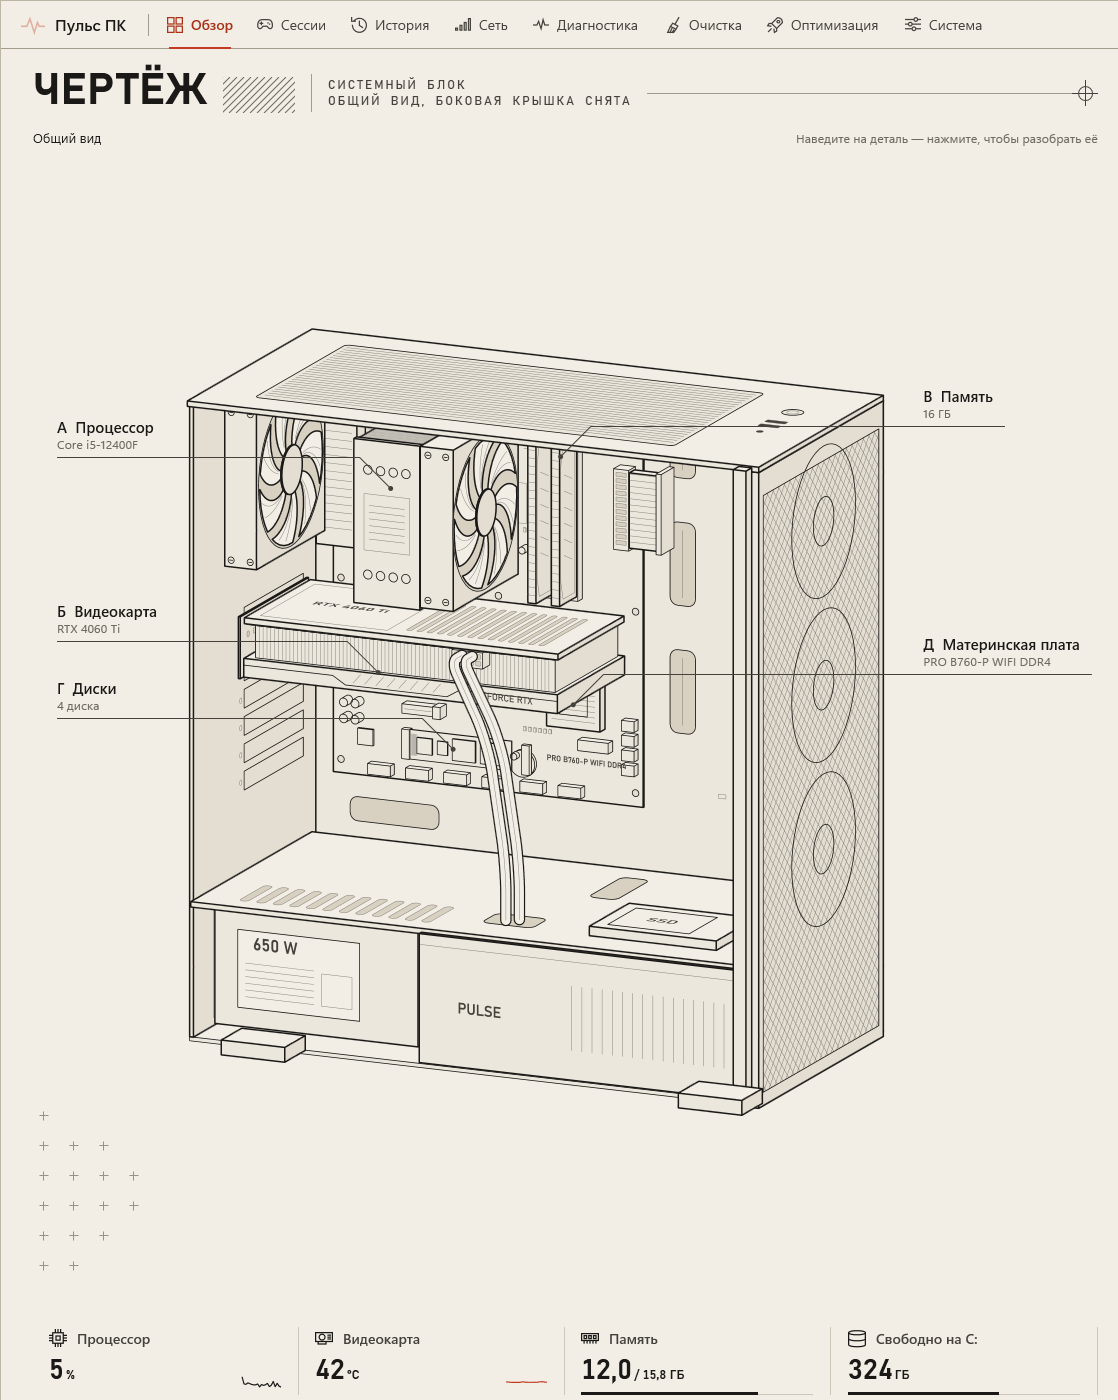 Пульс ПК
Обзор
Сессии
История
Сеть
Диагностика
Очистка
Оптимизация
Система
ЧЕРТЁЖ
СИСТЕМНЫЙ БЛОК
ОБЩИЙ ВИД, БОКОВАЯ КРЫШКА СНЯТА
Общий вид
Наведите на деталь — нажмите, чтобы разобрать её
В Память
16 ГБ
А Процессор
Core i5-12400F
Б Видеокарта
RTX 4060 Ti
RTX 4060 Ti
Д Материнская плата
PRO B760-P WIFI DDR4
Г Диски
4 диска
FORCE RTX
PRO B760-P WIFI DDR4
SSD
650 W
PULSE
Процессор
5 %
Видеокарта
42 °C
Память
12,0 / 15,8 ГБ
Свободно на C:
324 ГБ